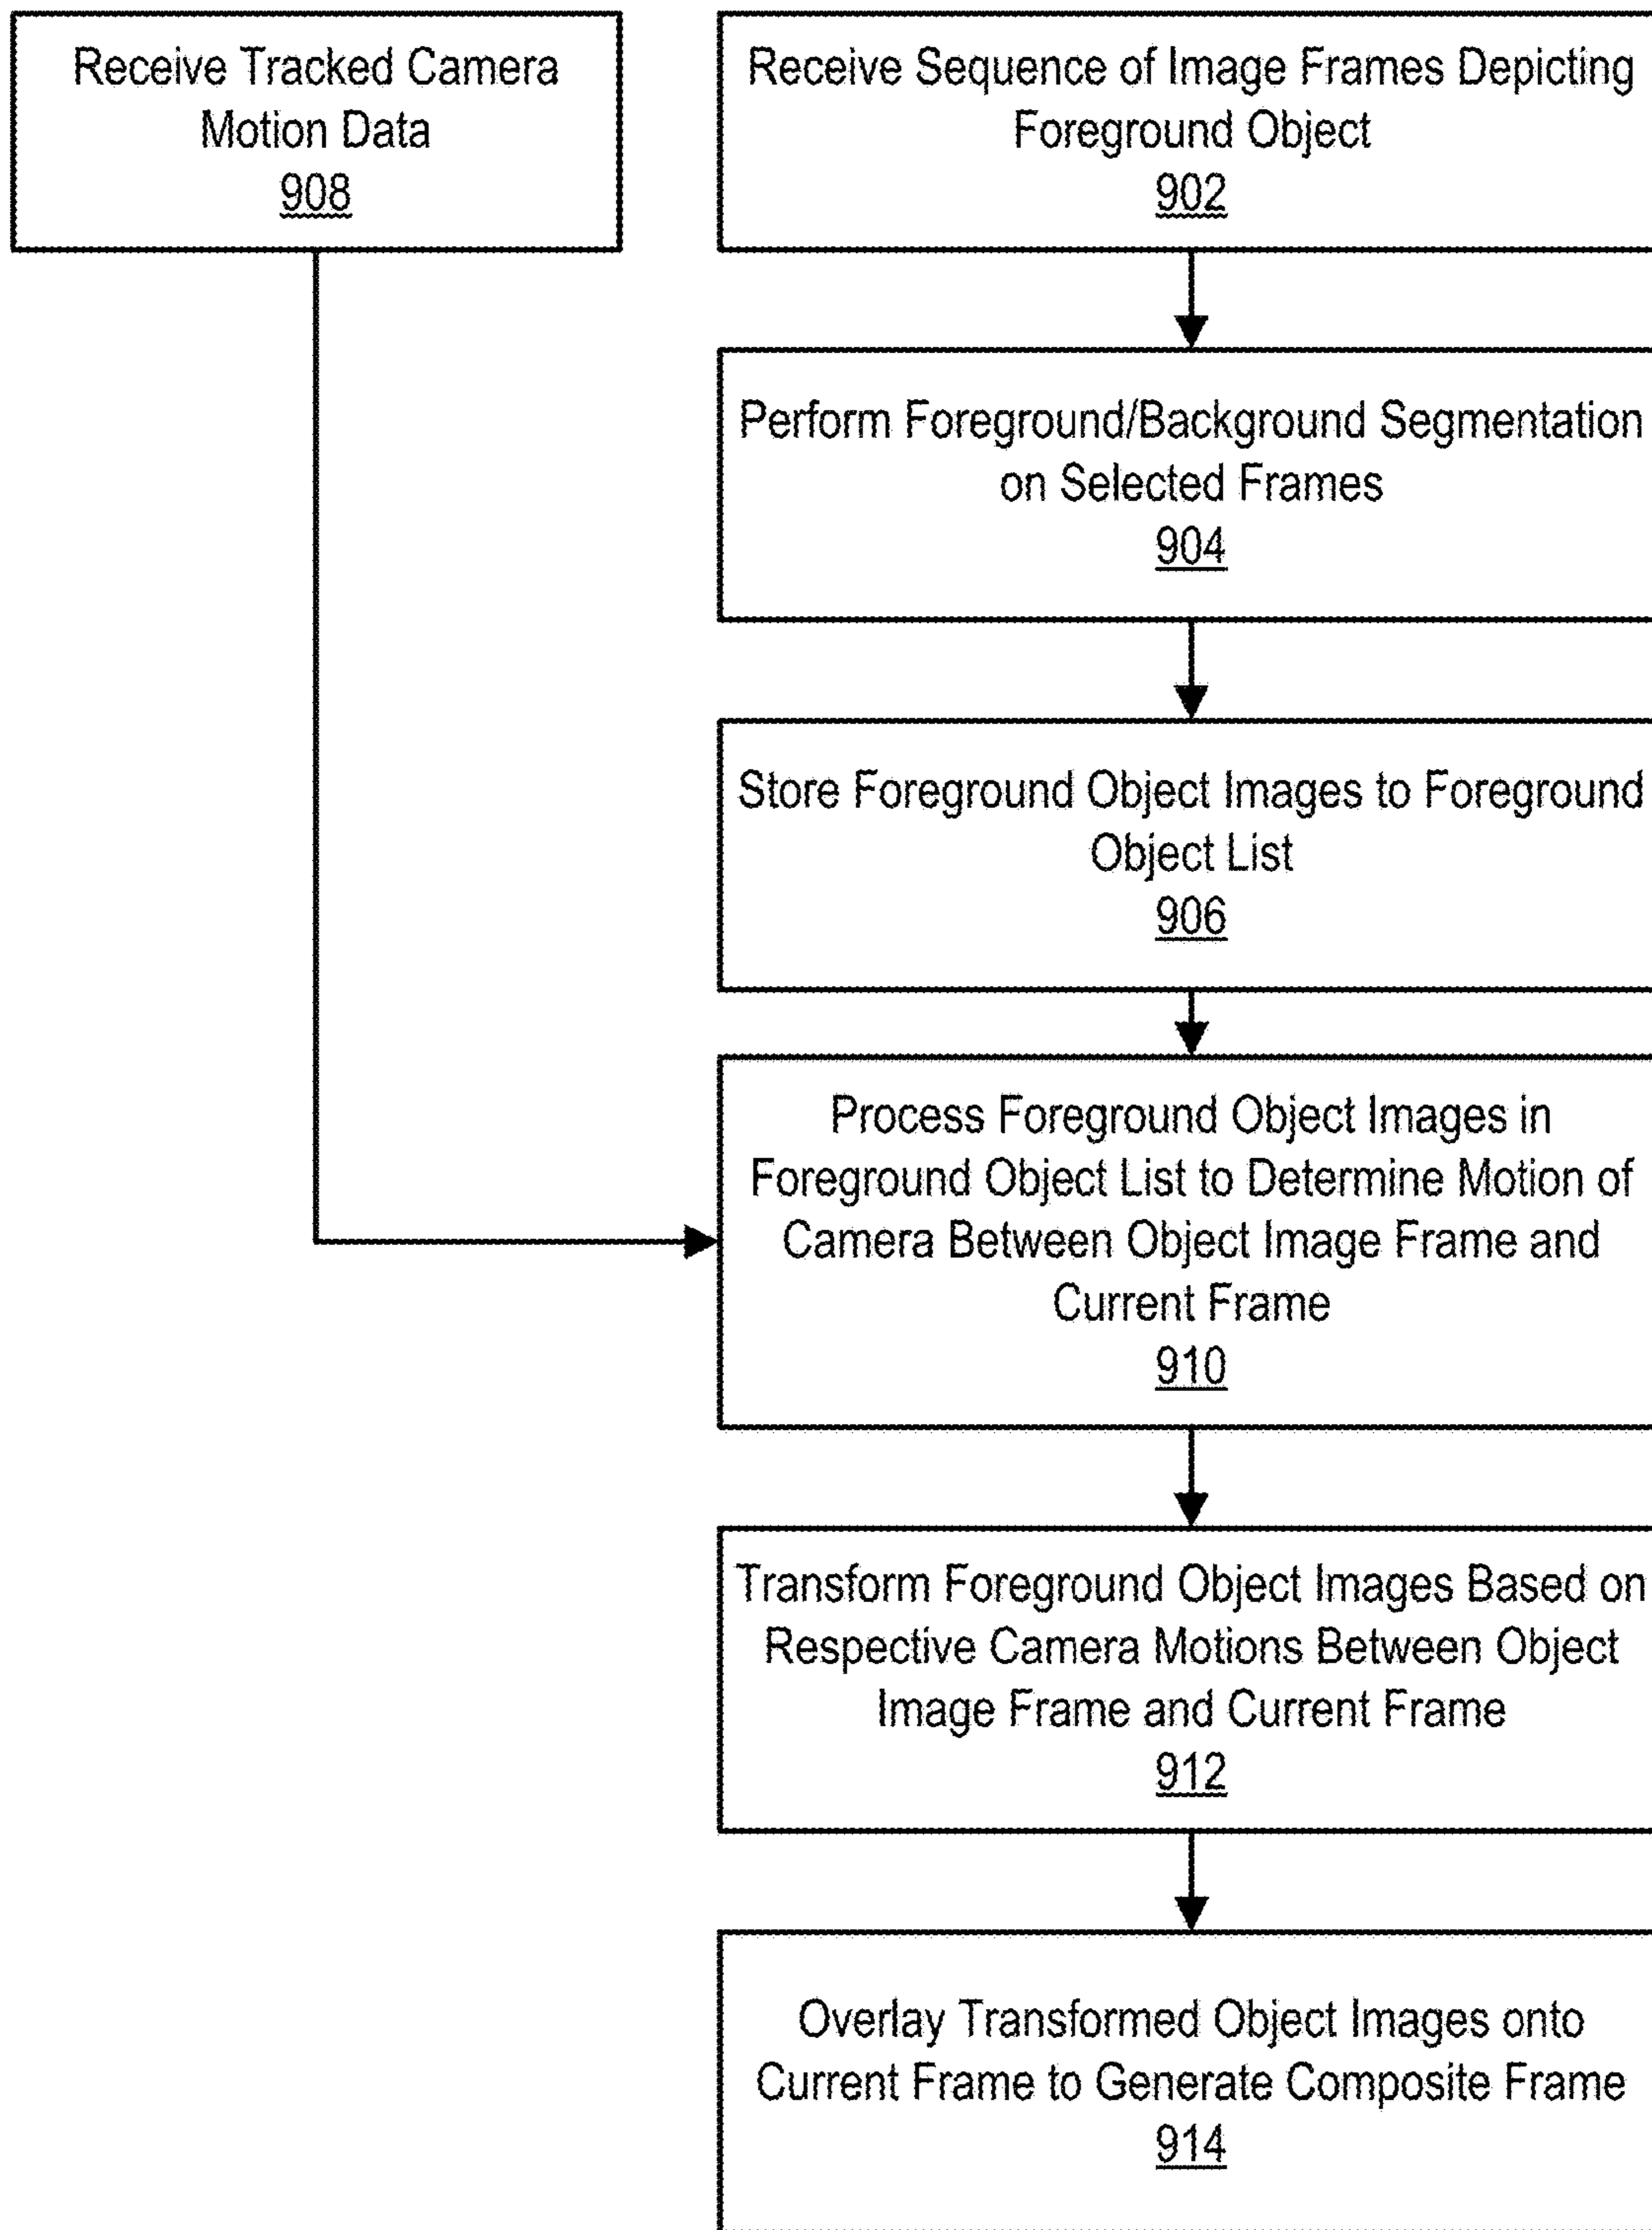 Receive Tracked Camera
Motion Data
908
Receive Sequence of Image Frames Depicting
Foreground Object
902
Perform Foreground/Background Segmentation
on Selected Frames
904
Store Foreground Object Images to Foreground
Object List
906
Process Foreground Object Images in
Foreground Object List to Determine Motion of
Camera Between Object Image Frame and
Current Frame
910
Transform Foreground Object Images Based on
Respective Camera Motions Between Object
Image Frame and Current Frame
912
Overlay Transformed Object Images onto
Current Frame to Generate Composite Frame
914